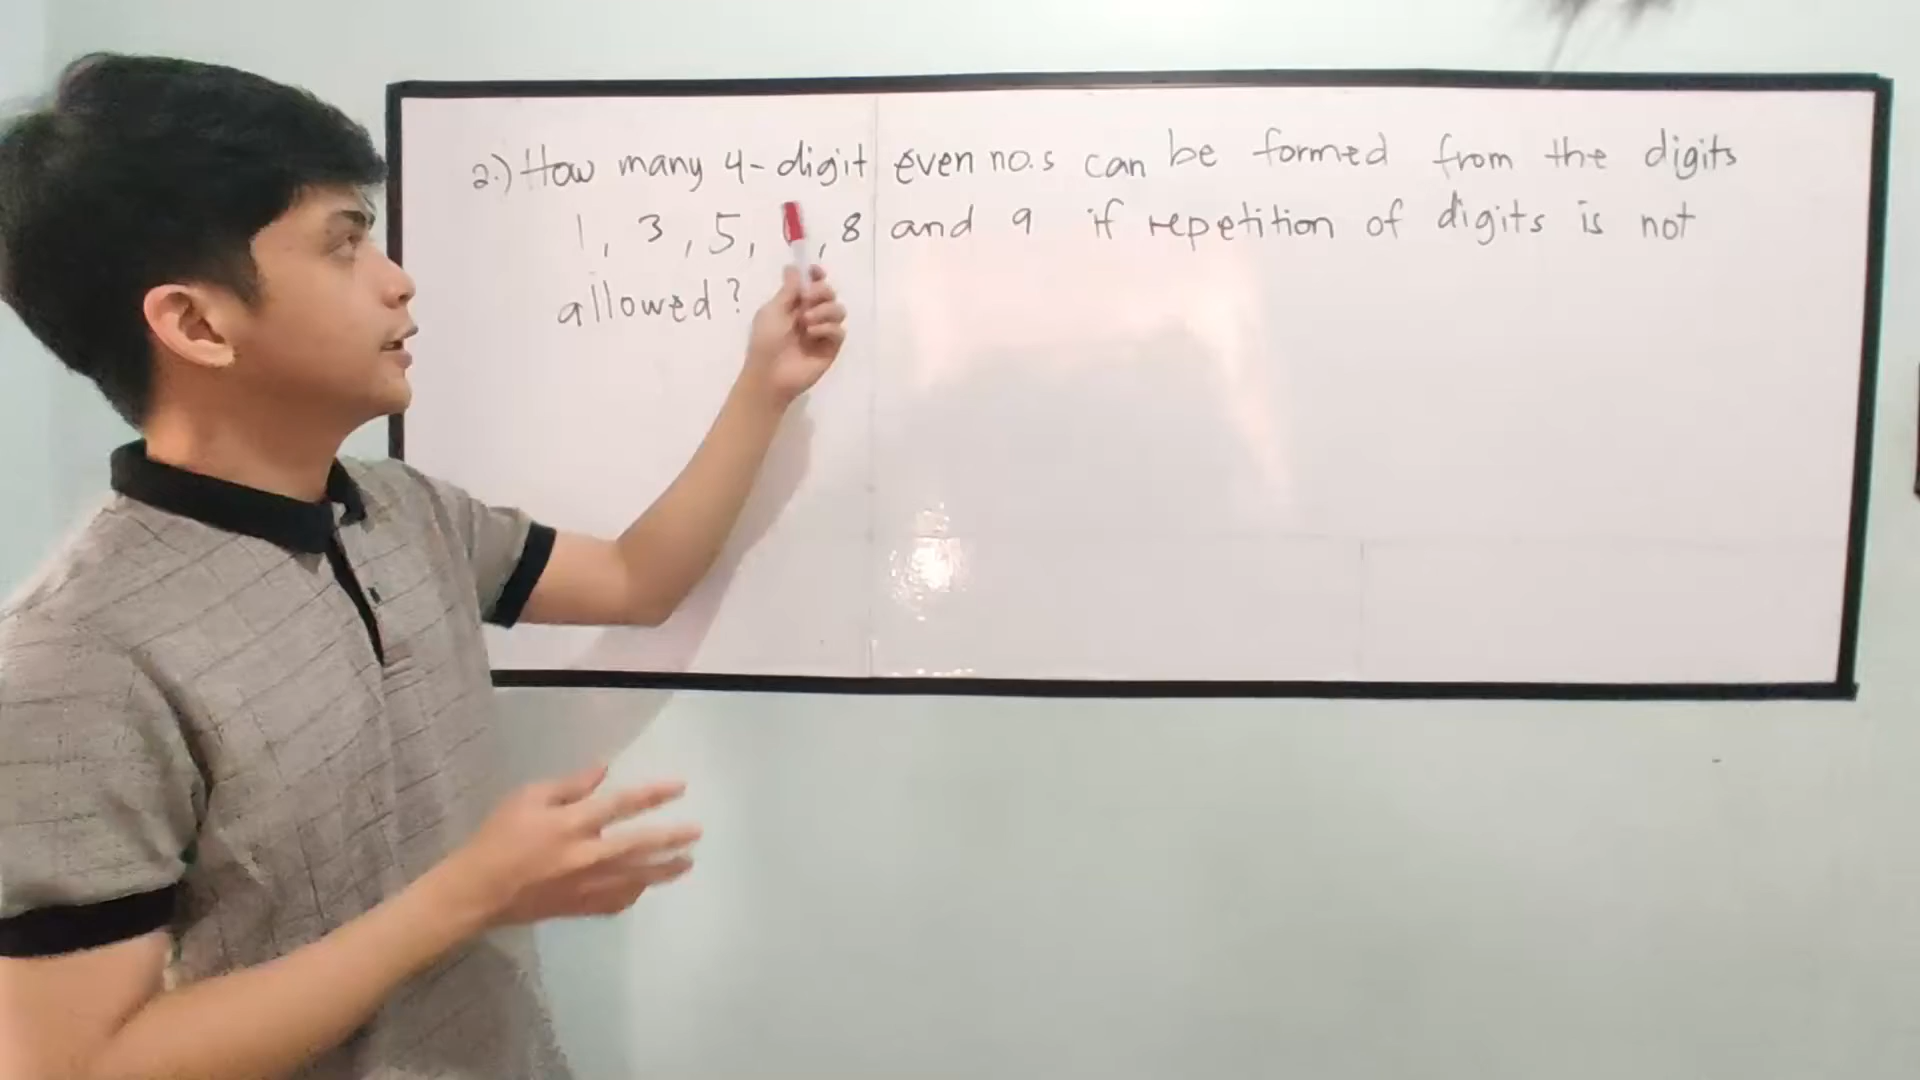 2.) How many 4-digit even no.s can be formed from the digits
1, 3, 5, , 8 and 9 if repetition of digits is not
allowed?